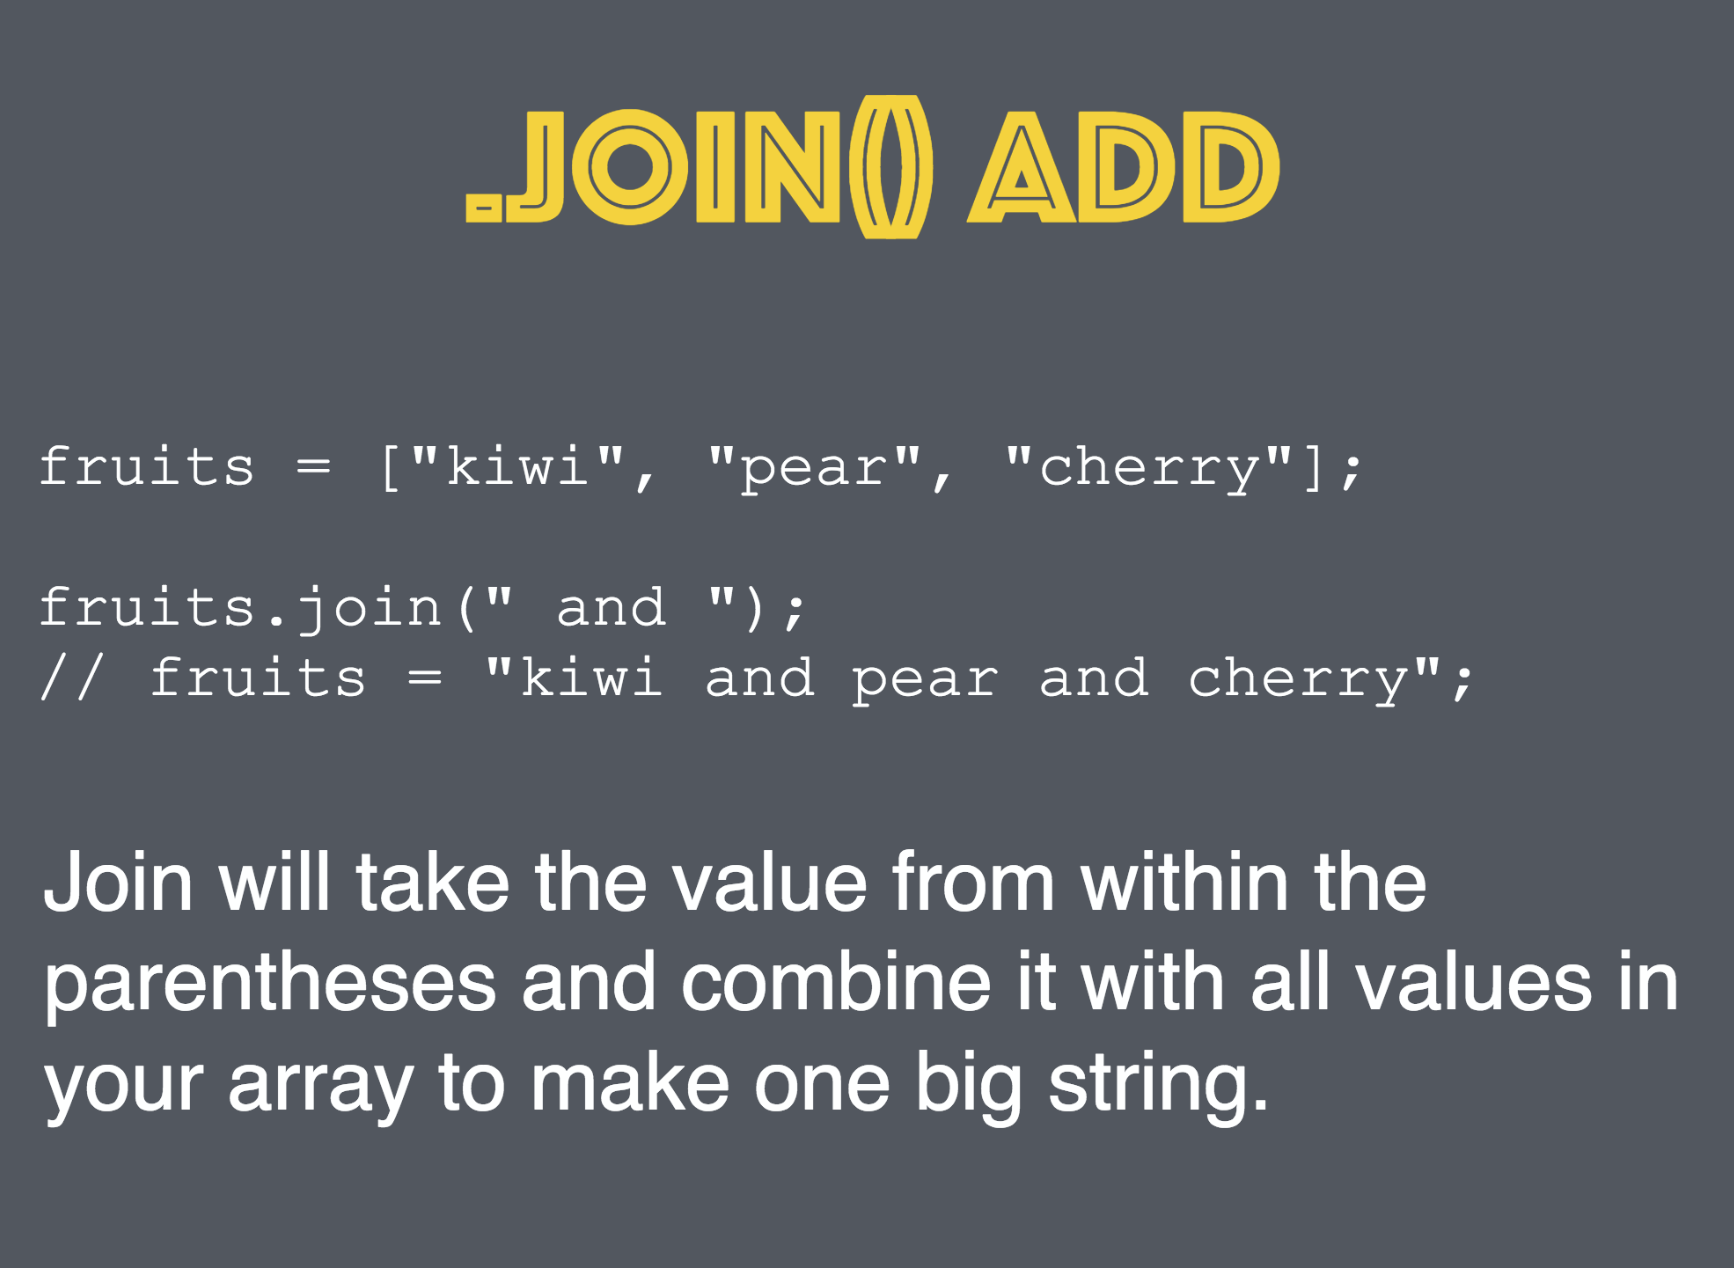 .JOIN() ADD
fruits = ["kiwi", "pear", "cherry"];
fruits.join(" and ");
// fruits = "kiwi and pear and cherry";
Join will take the value from within the
parentheses and combine it with all values in
your array to make one big string.